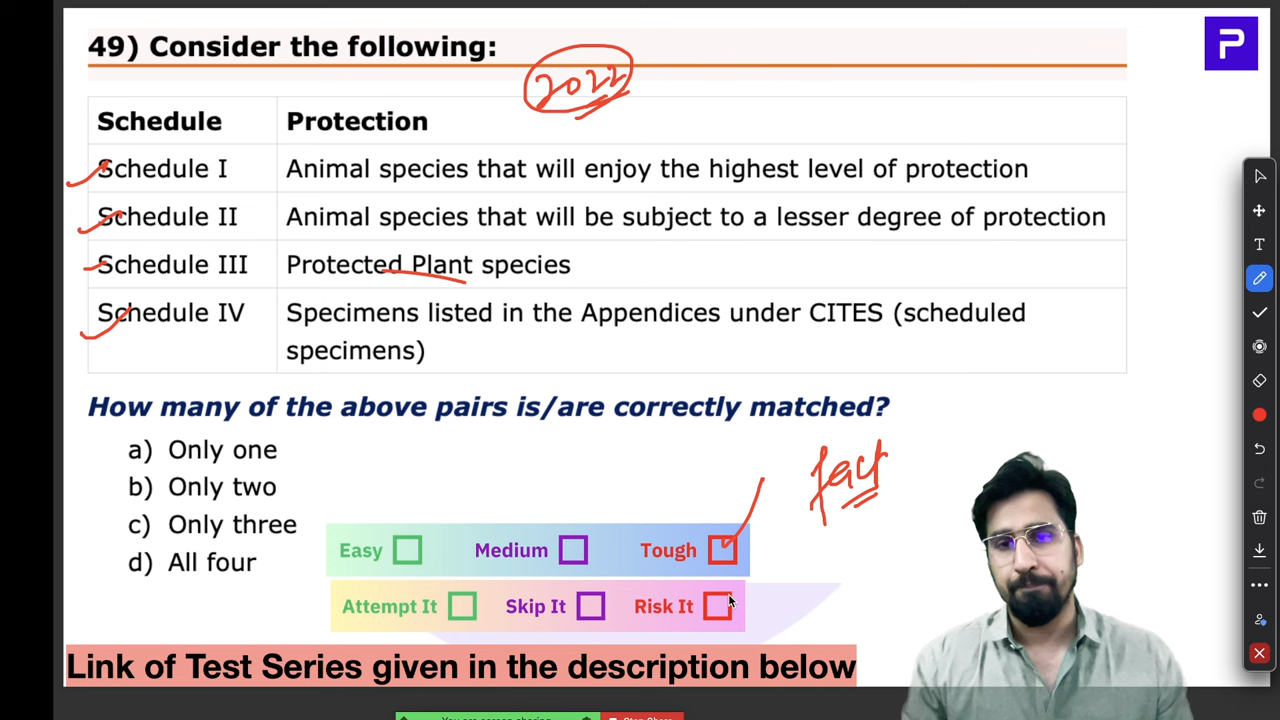 49) Consider the following:
2022
Schedule Protection
Schedule I Animal species that will enjoy the highest level of protection
Schedule II Animal species that will be subject to a lesser degree of protection
Schedule III Protected Plant species
Schedule IV Specimens listed in the Appendices under CITES (scheduled
specimens)
How many of the above pairs is/are correctly matched?
a) Only one
b) Only two
c) Only three
d) All four
fact
Easy Medium Tough
Attempt It Skip It Risk It
Link of Test Series given in the description below
P
T